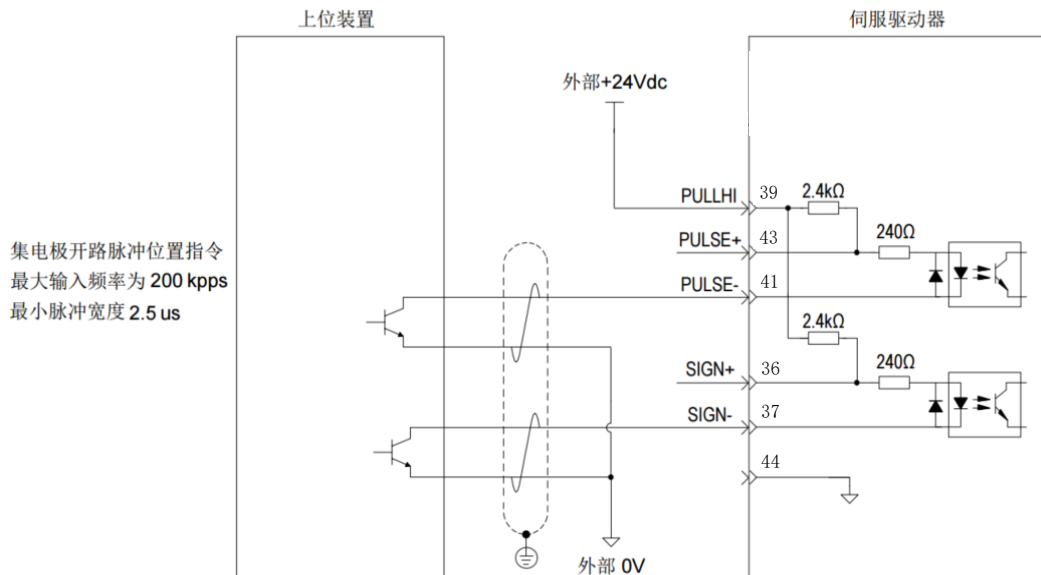 上位装置
伺服驱动器
外部+24Vdc
PULLHI
39
2.4kΩ
PULSE+
43
240Ω
集电极开路脉冲位置指令
最大输入频率为 200 kpps
最小脉冲宽度 2.5 us
PULSE-
41
2.4kΩ
SIGN+
36
240Ω
SIGN-
37
44
外部 0V